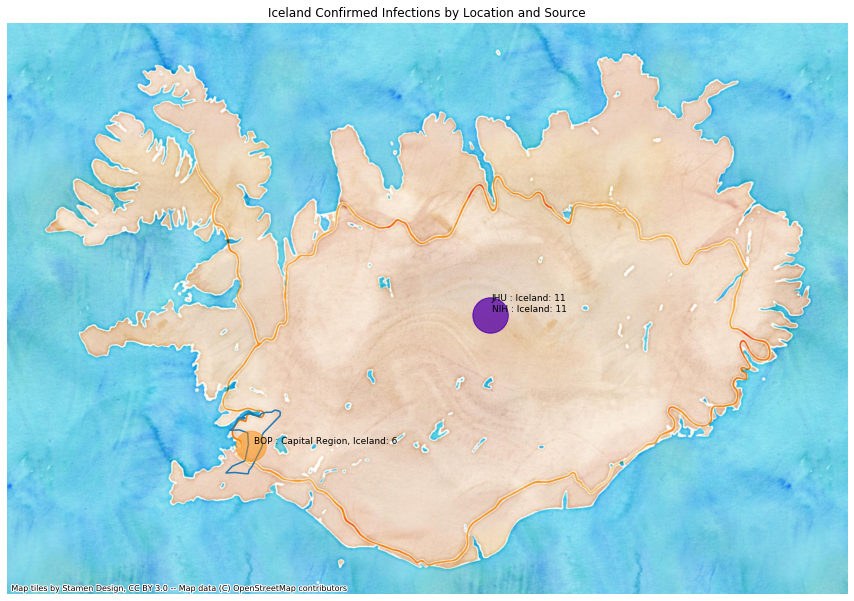 Iceland Confirmed Infections by Location and Source
JHU : Iceland: 11
NIH : Iceland: 11
BOP : Capital Region, Iceland: 6
Map tiles by Stamen Design, CC BY 3.0 -- Map data (C) OpenStreetMap contributors